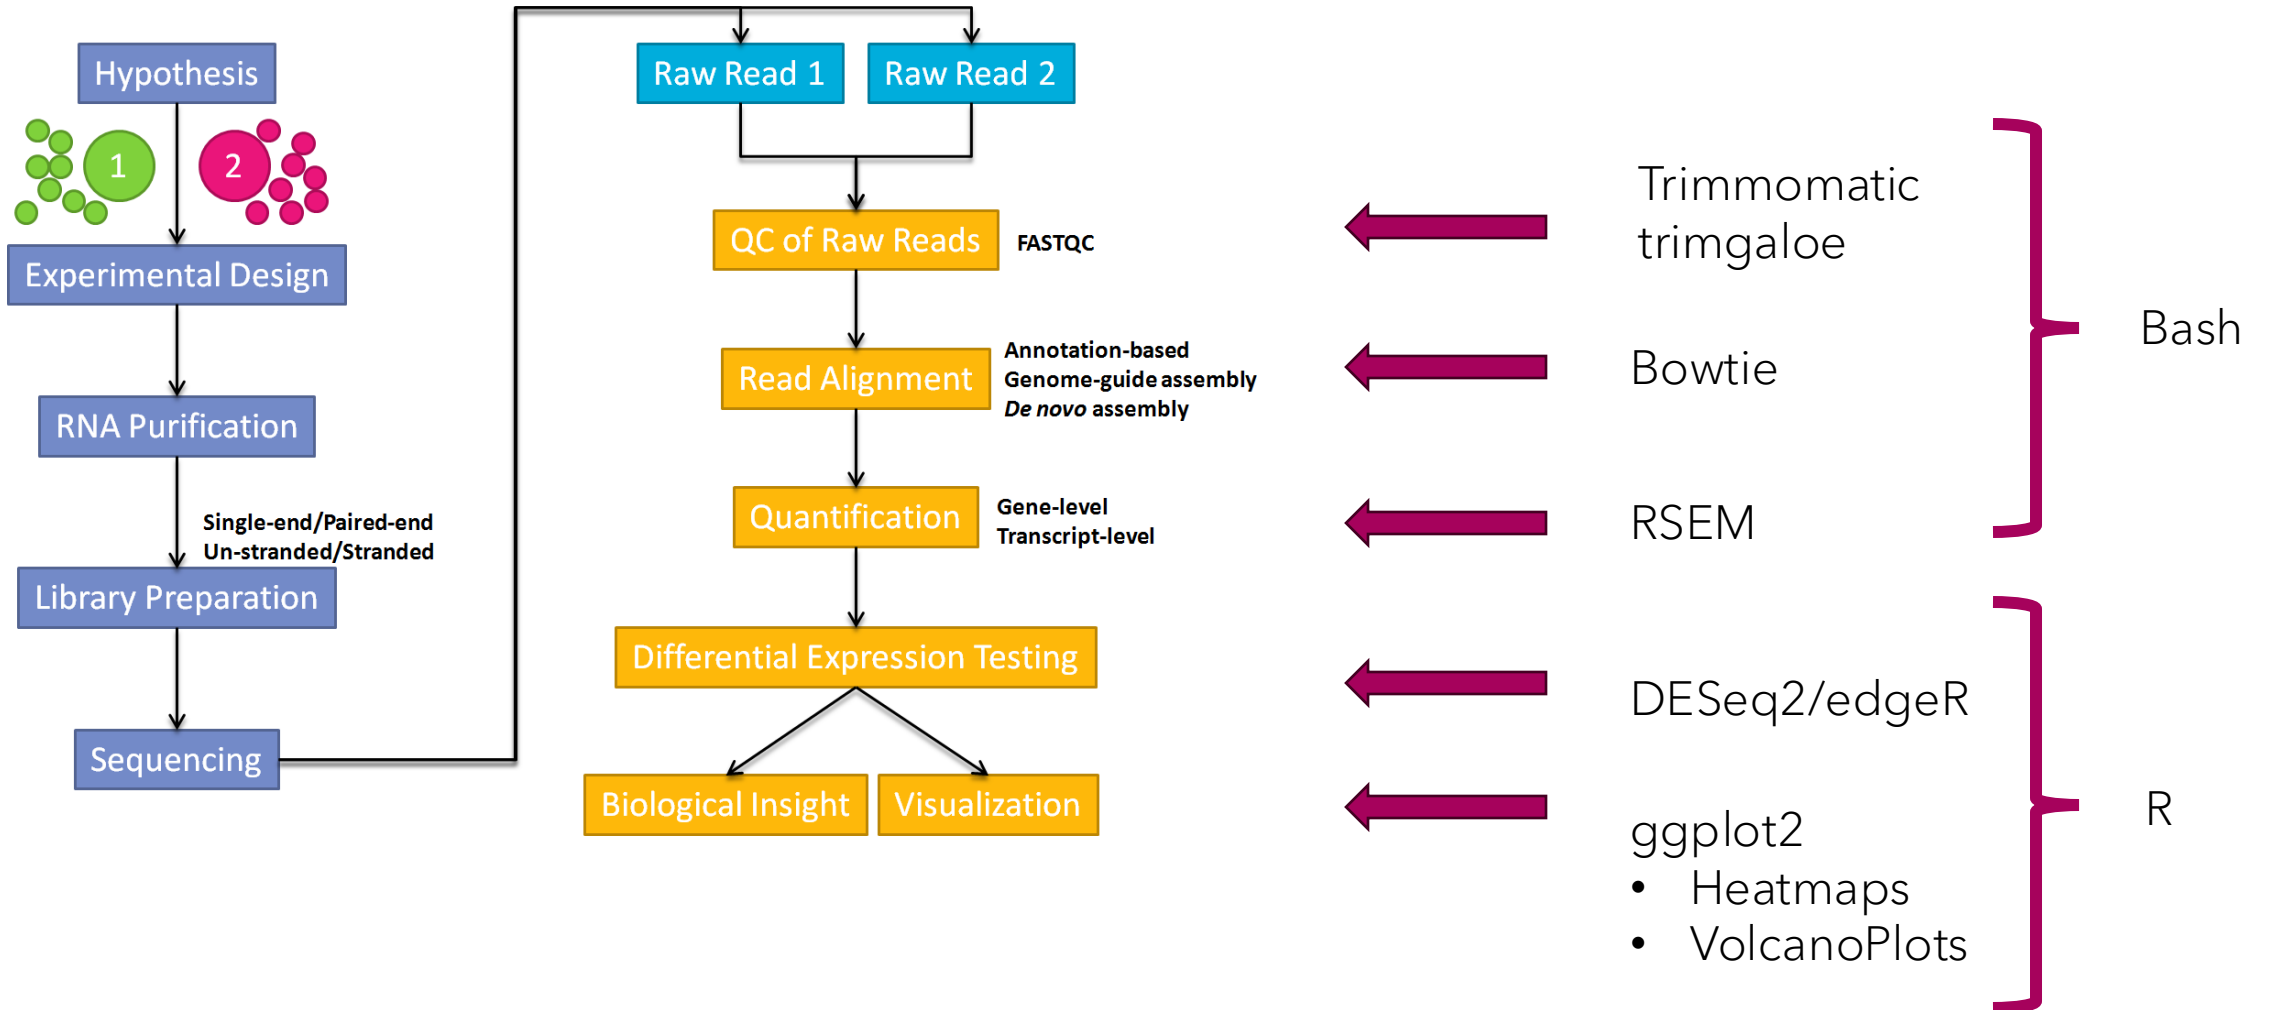 Hypothesis
1
2
Experimental Design
RNA Purification
Single-end/Paired-end
Un-stranded/Stranded
Library Preparation
Sequencing
Raw Read 1
Raw Read 2
QC of Raw Reads
FASTQC
Read Alignment
Annotation-based
Genome-guide assembly
De novo assembly
Quantification
Gene-level
Transcript-level
Differential Expression Testing
Biological Insight
Visualization
Trimmomatic
trimgaloe
Bowtie
RSEM
Bash
DESeq2/edgeR
ggplot2
• Heatmaps
• VolcanoPlots
R